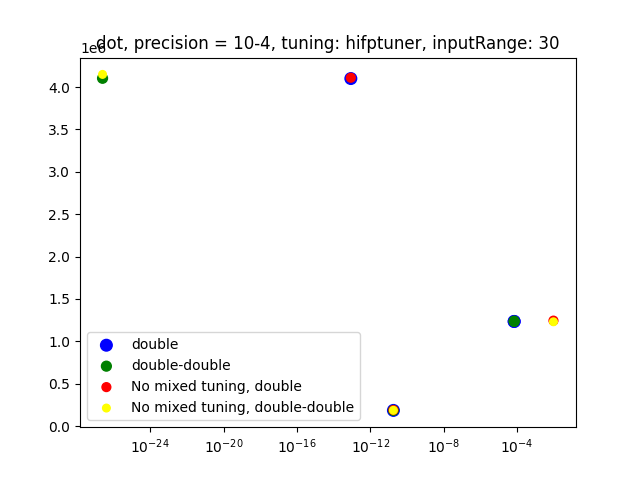 dot, precision = 10-4, tuning: hifptuner, inputRange: 30
1e6
4.0
3.5
3.0
2.5
2.0
1.5
1.0
0.5
0.0
double
double-double
No mixed tuning, double
No mixed tuning, double-double
10⁻²⁴ 10⁻²⁰ 10⁻¹⁶ 10⁻¹² 10⁻⁸ 10⁻⁴